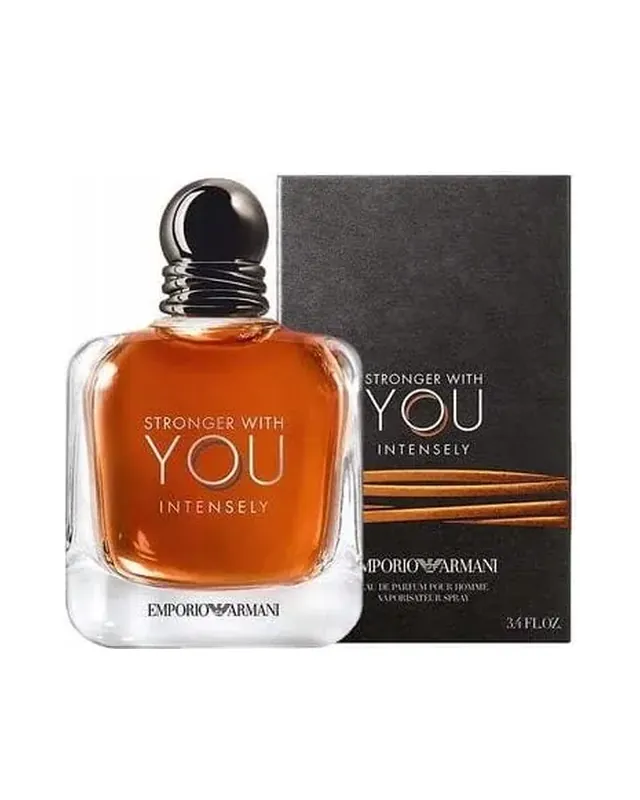 STRONGER WITH
YOU
INTENSELY
EMPORIO ARMANI
STRONGER WITH
YOU
INTENSELY
EMPORIO ARMANI
EAU DE PARFUM POUR HOMME
VAPORISATEUR SPRAY
3.4 FL.OZ